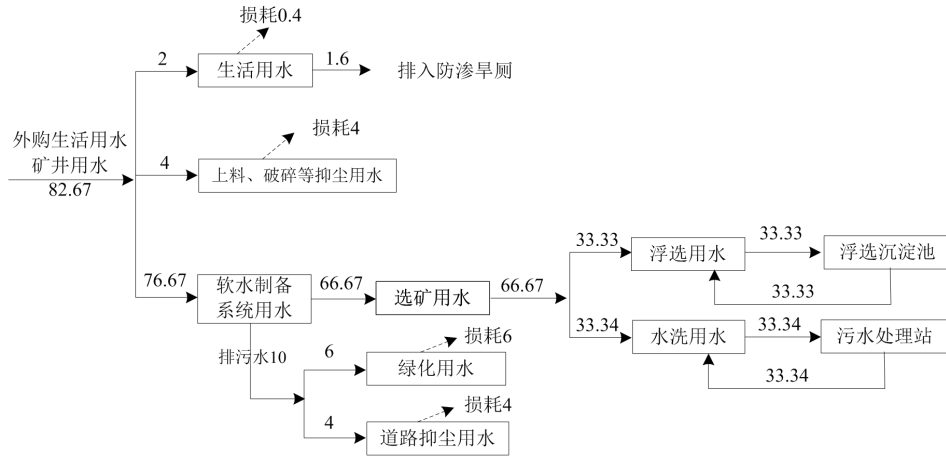 损耗0.4
2
生活用水
1.6
排入防渗旱厕
外购生活用水
矿井用水
82.67
损耗4
4
上料、破碎等抑尘用水
76.67
软水制备
系统用水
66.67
选矿用水
66.67
33.33
浮选用水
33.33
浮选沉淀池
33.33
33.34
水洗用水
33.34
污水处理站
33.34
排污水10
6
绿化用水
损耗6
4
道路抑尘用水
损耗4